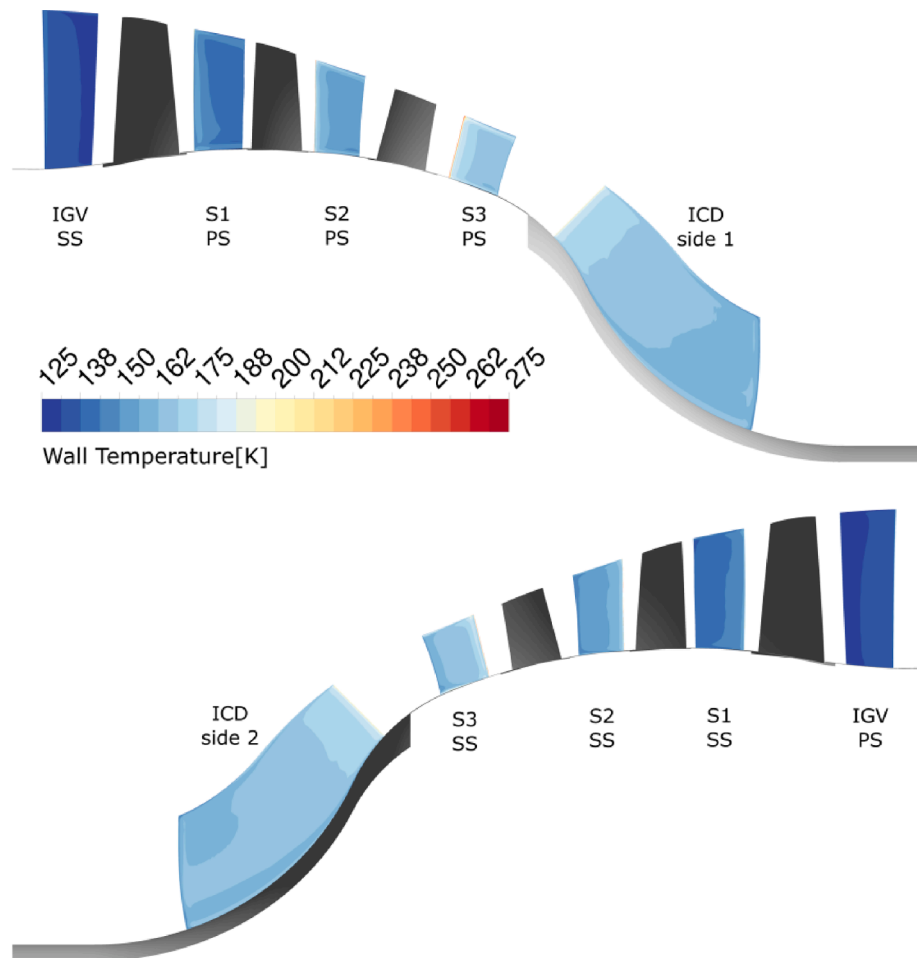 IGV
SS
S1
PS
S2
PS
S3
PS
ICD
side 1
125 138 150 162 175 188 200 212 225 238 250 262 275
Wall Temperature[K]
ICD
side 2
S3
SS
S2
SS
S1
SS
IGV
PS